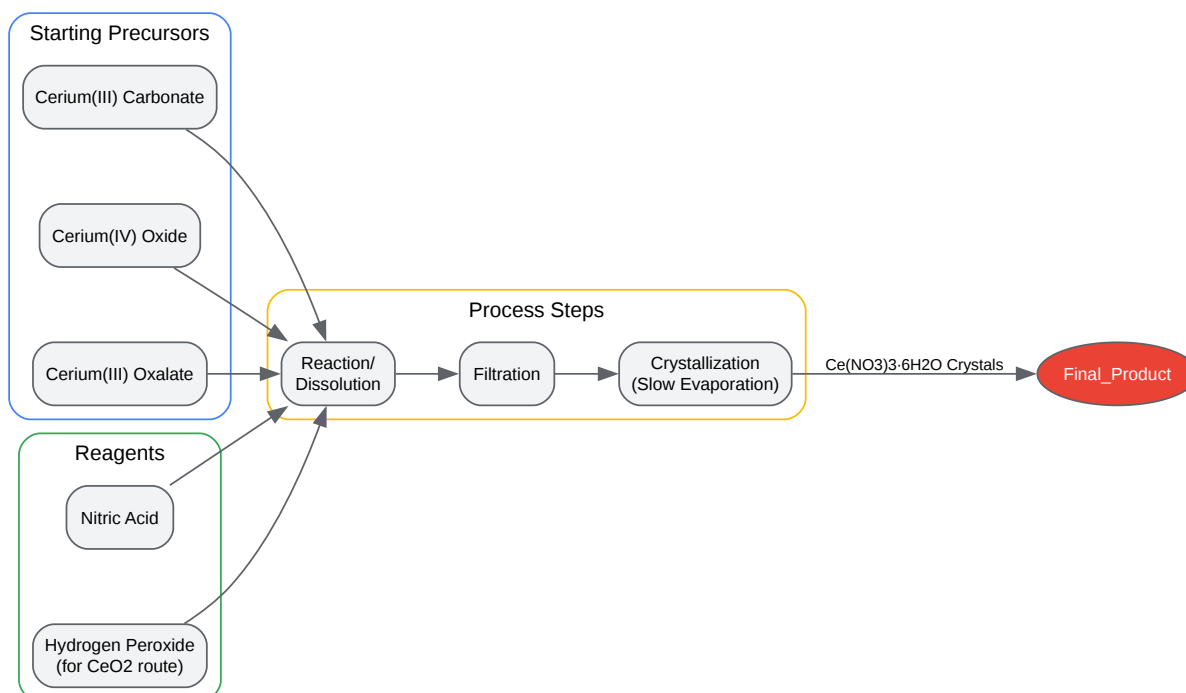 Starting Precursors
Cerium(III) Carbonate
Cerium(IV) Oxide
Cerium(III) Oxalate
Reagents
Nitric Acid
Hydrogen Peroxide
(for CeO2 route)
Process Steps
Reaction/
Dissolution
Filtration
Crystallization
(Slow Evaporation)
Ce(NO3)3·6H2O Crystals
Final_Product